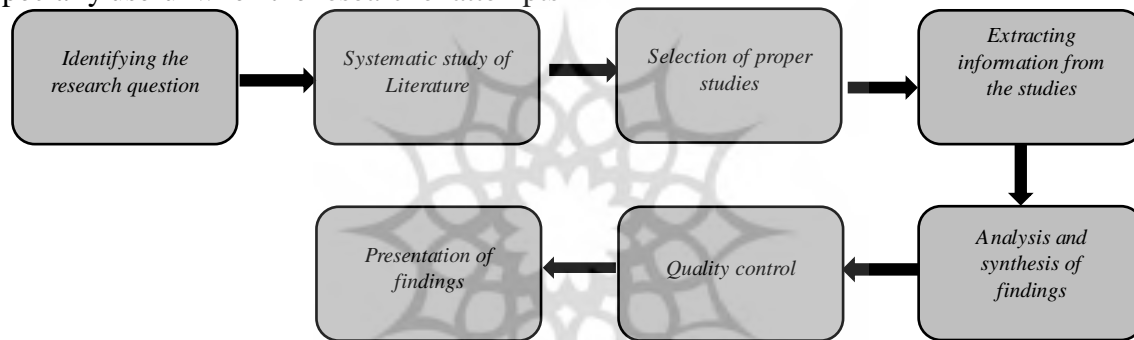 Identifying the
research question
Systematic study of
Literature
Selection of proper
studies
Extracting
information from
the studies
Analysis and
synthesis of
findings
Quality control
Presentation of
findings